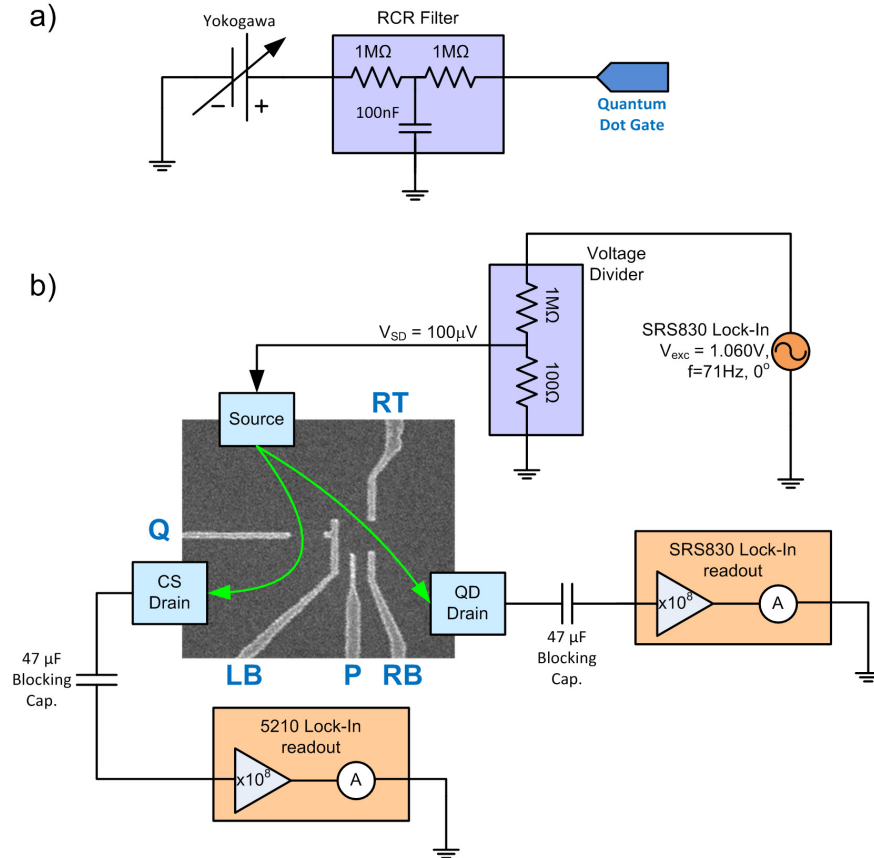 a)
Yokogawa
RCR Filter
1MΩ
1MΩ
100nF
− +
Quantum
Dot Gate
b)
Voltage
Divider
1MΩ
100Ω
V_SD = 100μV
SRS830 Lock-In
V_exc = 1.060V,
f=71Hz, 0°
Source
RT
Q
CS
Drain
QD
Drain
SRS830 Lock-In
readout
x10⁸
A
47 μF
Blocking
Cap.
47 μF
Blocking
Cap.
LB
P
RB
5210 Lock-In
readout
x10⁸
A